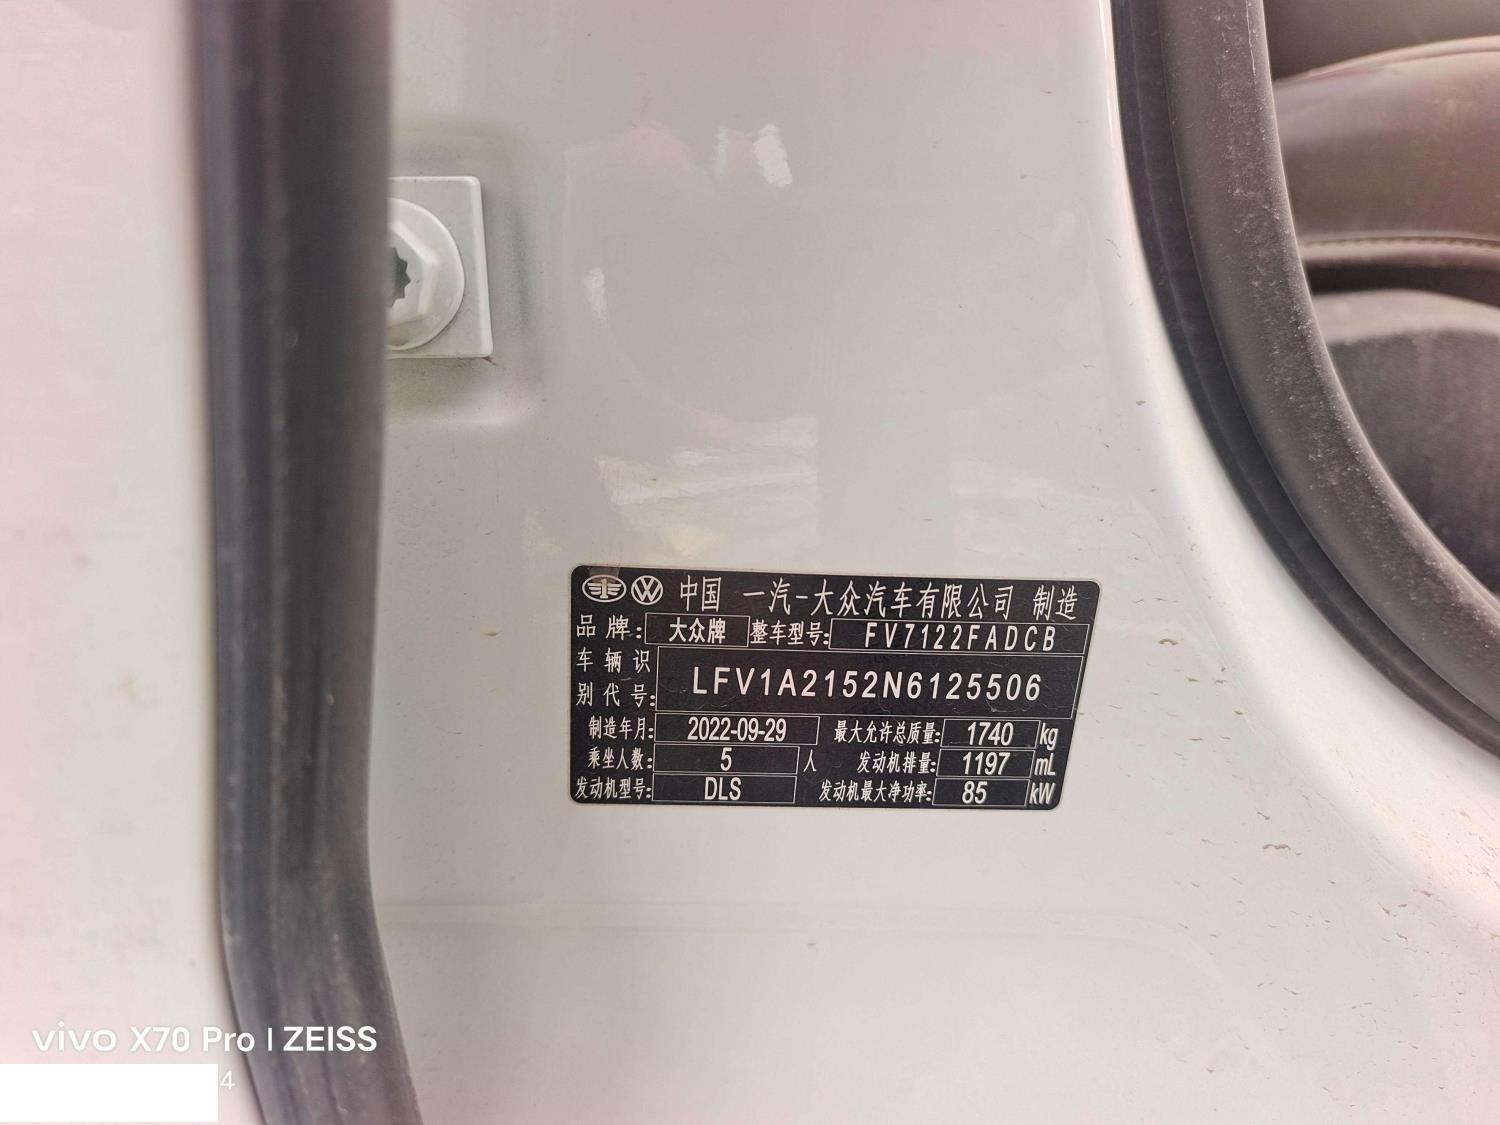 中国 一汽-大众汽车有限公司 制造
品牌: 大众牌 整车型号: FV7122FADCB
车辆识别代号: LFV1A2152N6125506
制造年月: 2022-09-29 最大允许总质量: 1740 kg
乘坐人数: 5 人 发动机排量: 1197 mL
发动机型号: DLS 发动机最大净功率: 85 kW
vivo X70 Pro | ZEISS
4